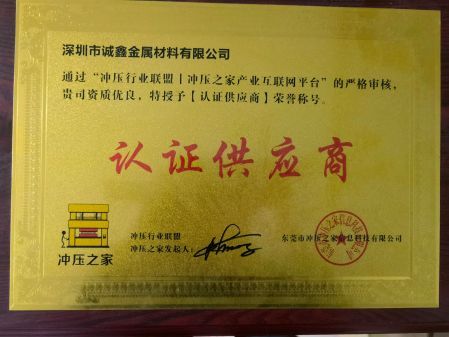 深圳市诚鑫金属材料有限公司
通过“冲压行业联盟丨冲压之家产业互联网平台”的严格审核，
贵司资质优良，特授予【认证供应商】荣誉称号。
认证供应商
冲压之家
冲压行业联盟
冲压之家发起人：
东莞市冲压之家信息科技有限公司